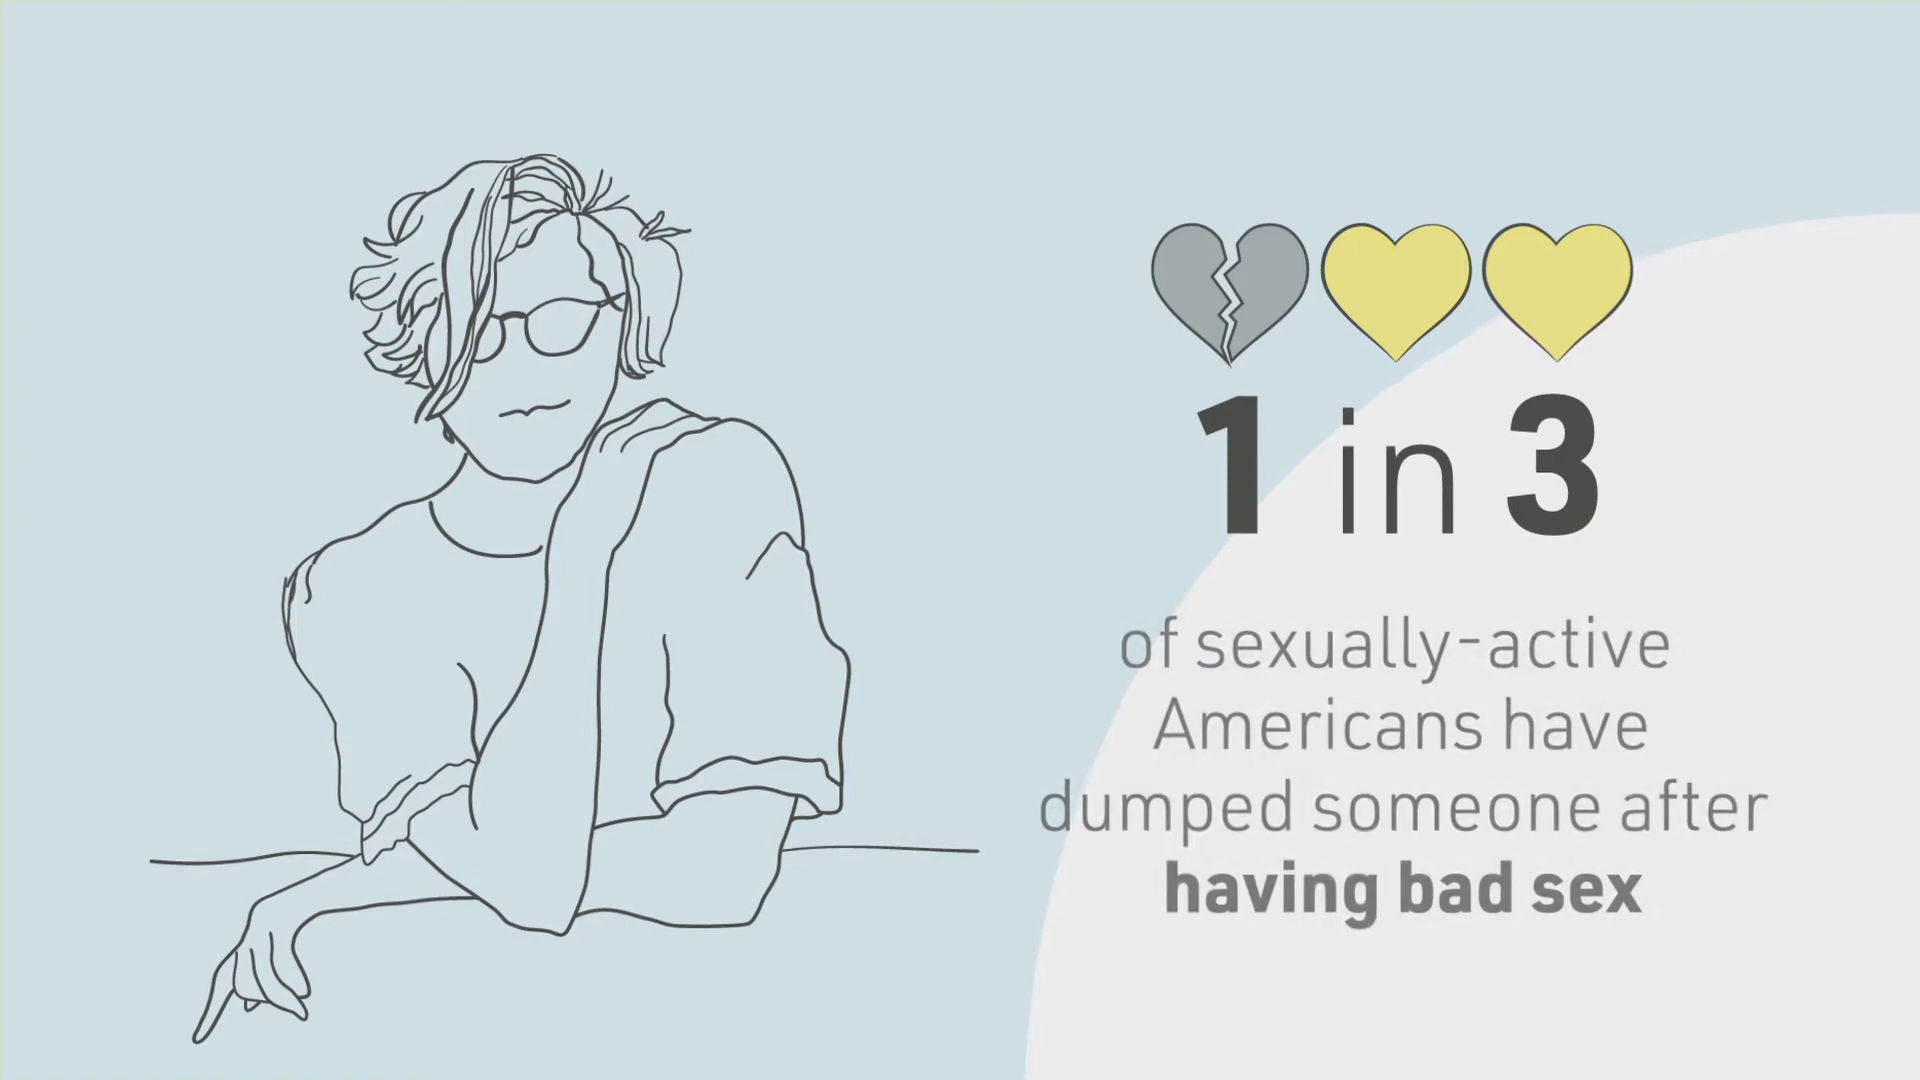 1 in 3
of sexually-active
Americans have
dumped someone after
having bad sex